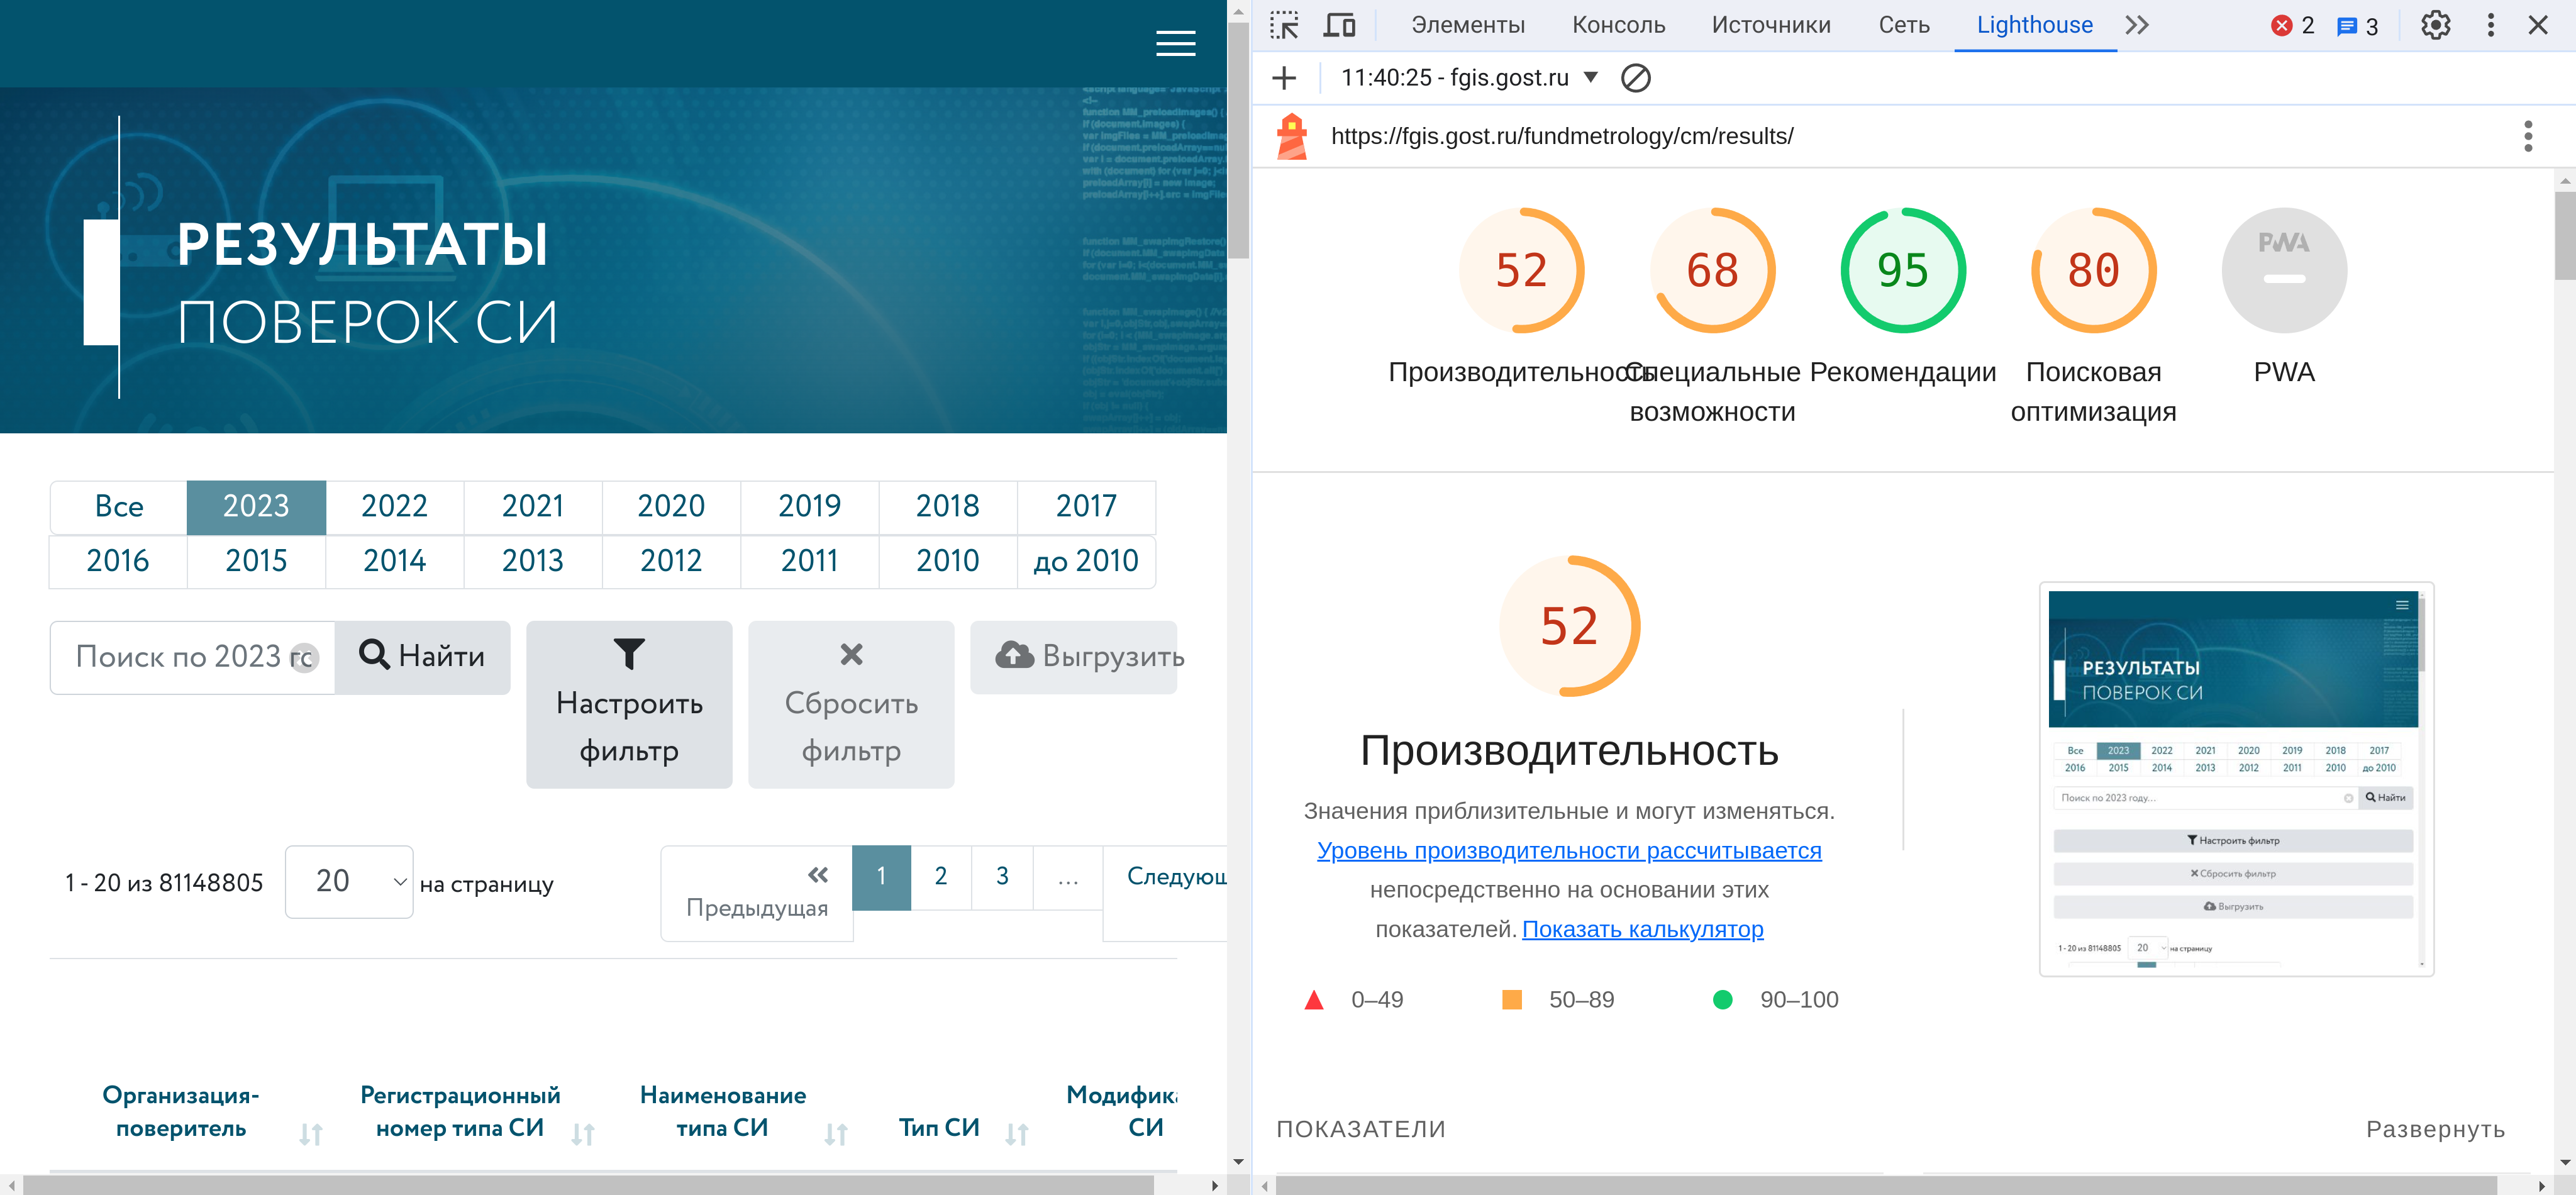 РЕЗУЛЬТАТЫ
ПОВЕРОК СИ
Все 2023 2022 2021 2020 2019 2018 2017
2016 2015 2014 2013 2012 2011 2010 до 2010
Поиск по 2023 го
Найти
Настроить
фильтр
Сбросить
фильтр
Выгрузить
1 - 20 из 81148805 20 на страницу
« Предыдущая 1 2 3 ... Следующ
Организация-
поверитель
Регистрационный
номер типа СИ
Наименование
типа СИ
Тип СИ
Модифик
СИ
Элементы Консоль Источники Сеть Lighthouse 2 3
11:40:25 - fgis.gost.ru
https://fgis.gost.ru/fundmetrology/cm/results/
52 68 95 80 PWA
Производительность
Специальные
возможности
Рекомендации
Поисковая
оптимизация
PWA
52
Производительность
Значения приблизительные и могут изменяться.
Уровень производительности рассчитывается
непосредственно на основании этих
показателей. Показать калькулятор
0–49 50–89 90–100
РЕЗУЛЬТАТЫ
ПОВЕРОК СИ
Все 2023 2022 2021 2020 2019 2018 2017
2016 2015 2014 2013 2012 2011 2010 до 2010
Поиск по 2023 году...
Найти
Настроить фильтр
Сбросить фильтр
Выгрузить
1 - 20 из 81148805 20 на страницу
ПОКАЗАТЕЛИ
Развернуть